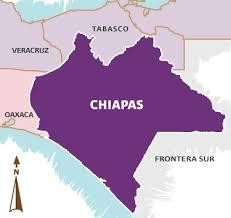 TABASCO
VERACRUZ
CHIAPAS
OAXACA
FRONTERA SUR
N